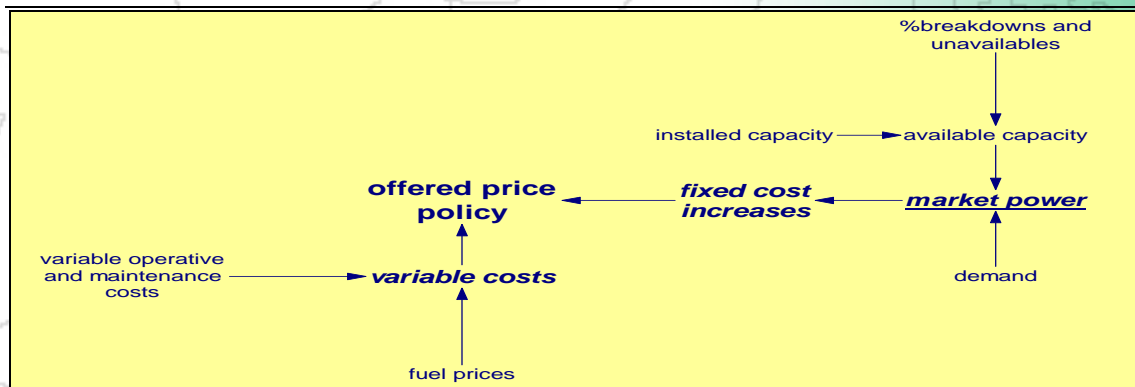 %breakdowns and
unavailables
installed capacity
available capacity
offered price
policy
fixed cost
increases
market power
variable operative
and maintenance
costs
variable costs
demand
fuel prices